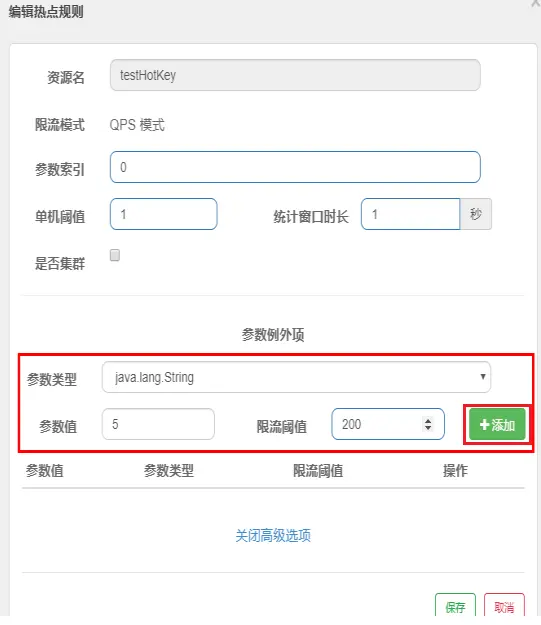 编辑热点规则
资源名 testHotKey
限流模式 QPS 模式
参数索引 0
单机阈值 1 统计窗口时长 1 秒
是否集群
参数例外项
参数类型 java.lang.String
参数值 5 限流阈值 200 +添加
参数值 参数类型 限流阈值 操作
关闭高级选项
保存 取消